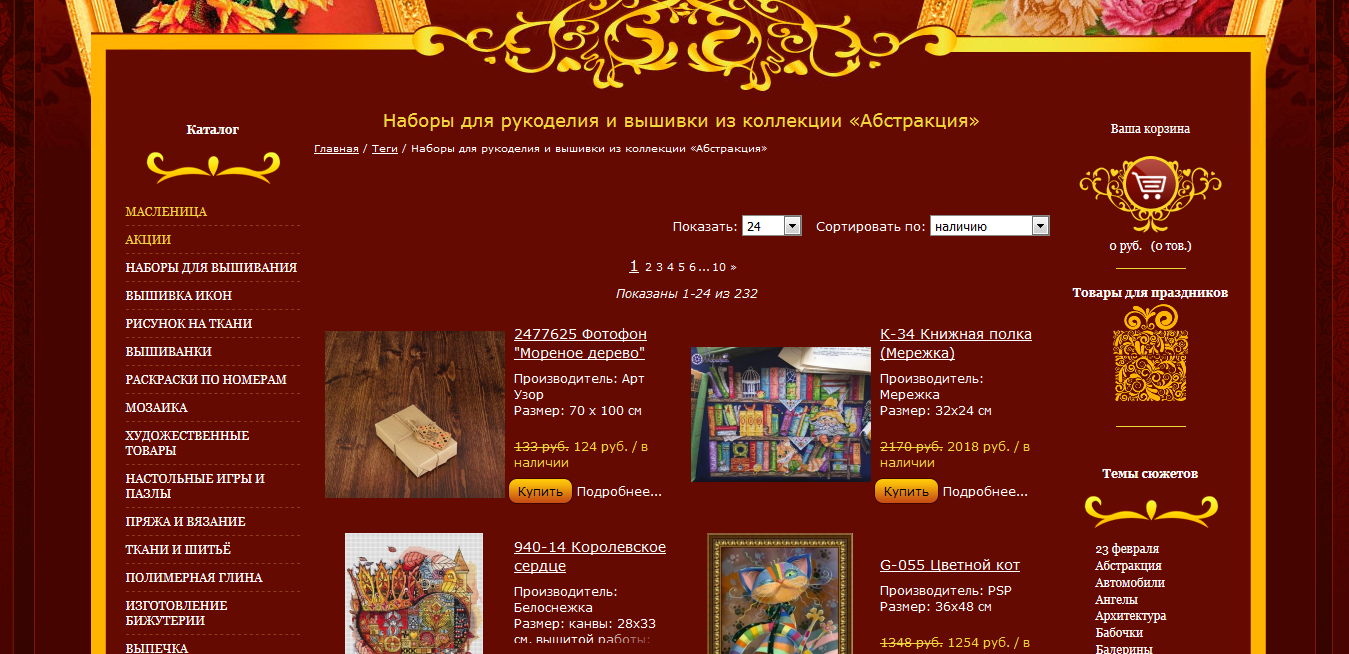 Каталог
МАСЛЕНИЦА
АКЦИИ
НАБОРЫ ДЛЯ ВЫШИВАНИЯ
ВЫШИВКА ИКОН
РИСУНОК НА ТКАНИ
ВЫШИВАНКИ
РАСКРАСКИ ПО НОМЕРАМ
МОЗАИКА
ХУДОЖЕСТВЕННЫЕ
ТОВАРЫ
НАСТОЛЬНЫЕ ИГРЫ И
ПАЗЛЫ
ПРЯЖА И ВЯЗАНИЕ
ТКАНИ И ШИТЬЁ
ПОЛИМЕРНАЯ ГЛИНА
ИЗГОТОВЛЕНИЕ
БИЖУТЕРИИ
ВЫПЕЧКА
Наборы для рукоделия и вышивки из коллекции «Абстракция»
Главная / Теги / Наборы для рукоделия и вышивки из коллекции «Абстракция»
Показать: 24 Сортировать по: наличию
1 2 3 4 5 6 ... 10 »
Показаны 1-24 из 232
2477625 Фотофон
"Мореное дерево"
Производитель: Арт
Узор
Размер: 70 x 100 см
133 руб. 124 руб. / в
наличии
Купить Подробнее...
К-34 Книжная полка
(Мережка)
Производитель:
Мережка
Размер: 32x24 см
2170 руб. 2018 руб. / в
наличии
Купить Подробнее...
940-14 Королевское
сердце
Производитель:
Белоснежка
Размер: канвы: 28x33
см, вышитой работы:
G-055 Цветной кот
Производитель: PSP
Размер: 36x48 см
1348 руб. 1254 руб. / в
Ваша корзина
0 руб. (0 тов.)
Товары для праздников
Темы сюжетов
23 февраля
Абстракция
Автомобили
Ангелы
Архитектура
Бабочки
Балерины